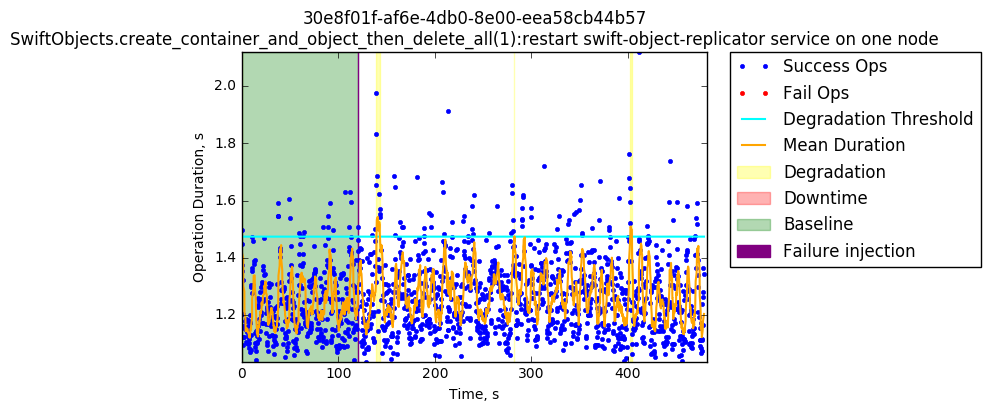 30e8f01f-af6e-4db0-8e00-eea58cb44b57
SwiftObjects.create_container_and_object_then_delete_all(1):restart swift-object-replicator service on one node
2.0
1.8
1.6
1.4
1.2
Operation Duration, s
0 100 200 300 400
Time, s
Success Ops
Fail Ops
Degradation Threshold
Mean Duration
Degradation
Downtime
Baseline
Failure injection